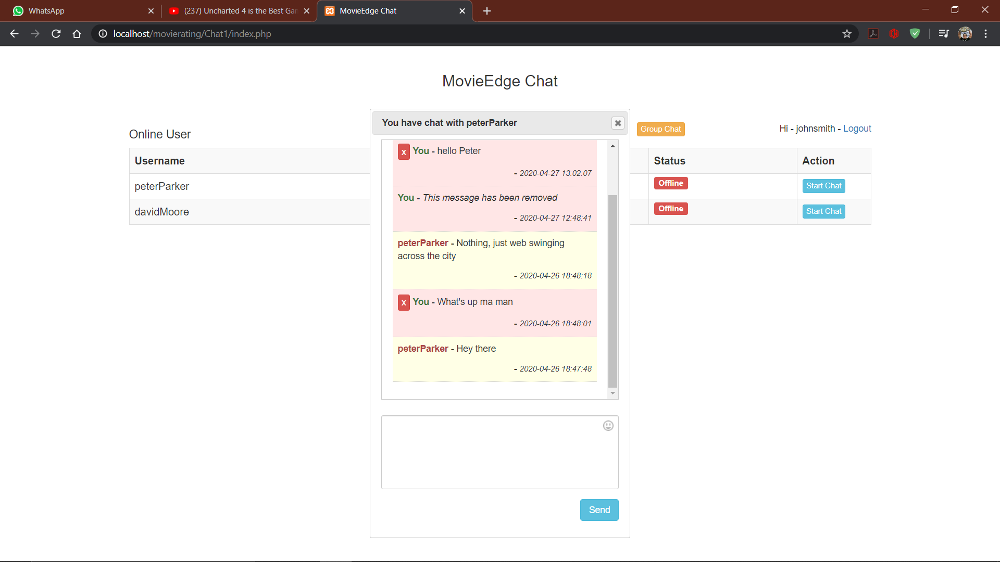 WhatsApp
(237) Uncharted 4 is the Best Gam
MovieEdge Chat
localhost/movierating/Chat1/index.php
MovieEdge Chat
Online User
Group Chat
Hi - johnsmith - Logout
Username
Status
Action
peterParker
Offline
Start Chat
davidMoore
Offline
Start Chat
You have chat with peterParker
x You - hello Peter
- 2020-04-27 13:02:07
You - This message has been removed
- 2020-04-27 12:48:41
peterParker - Nothing, just web swinging
across the city
- 2020-04-26 18:48:18
x You - What's up ma man
- 2020-04-26 18:48:01
peterParker - Hey there
- 2020-04-26 18:47:48
Send